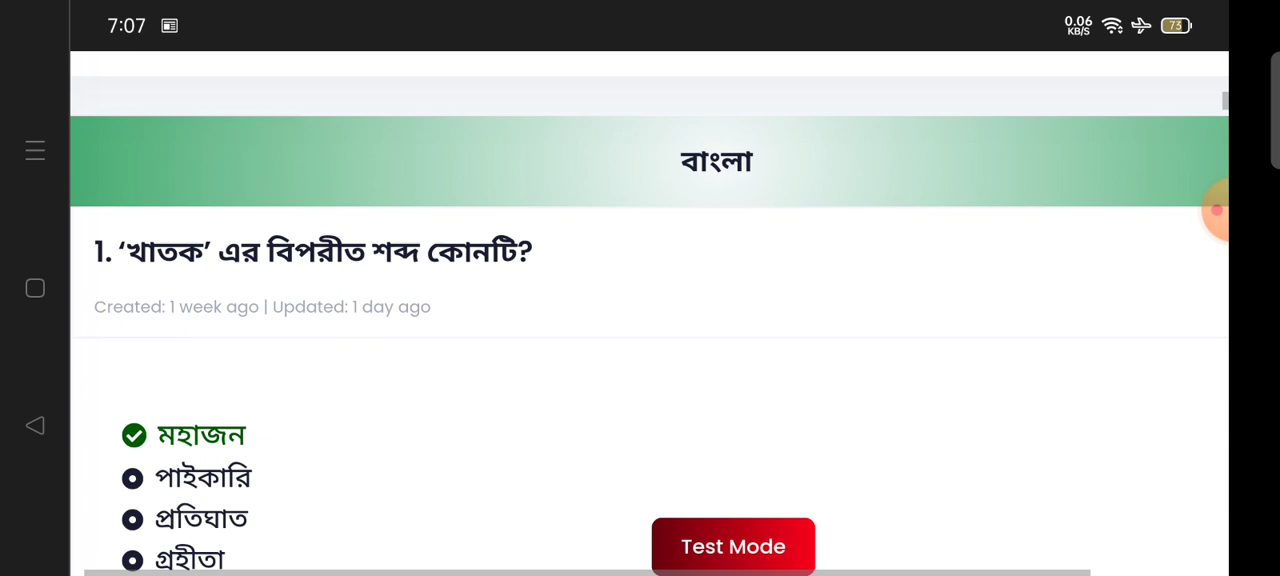 7:07
0.06
KB/S
73
বাংলা
1. ‘খাতক’ এর বিপরীত শব্দ কোনটি?
Created: 1 week ago | Updated: 1 day ago
মহাজন
পাইকারি
প্রতিঘাত
গ্রহীতা
Test Mode